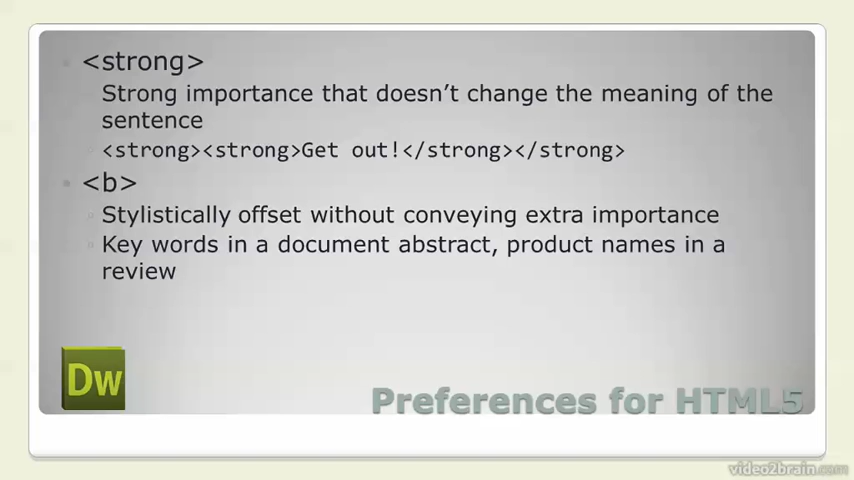 <strong>
Strong importance that doesn't change the meaning of the
sentence
<strong><strong>Get out!</strong></strong>
<b>
Stylistically offset without conveying extra importance
Key words in a document abstract, product names in a
review
Dw
Preferences for HTML5
video2brain.com